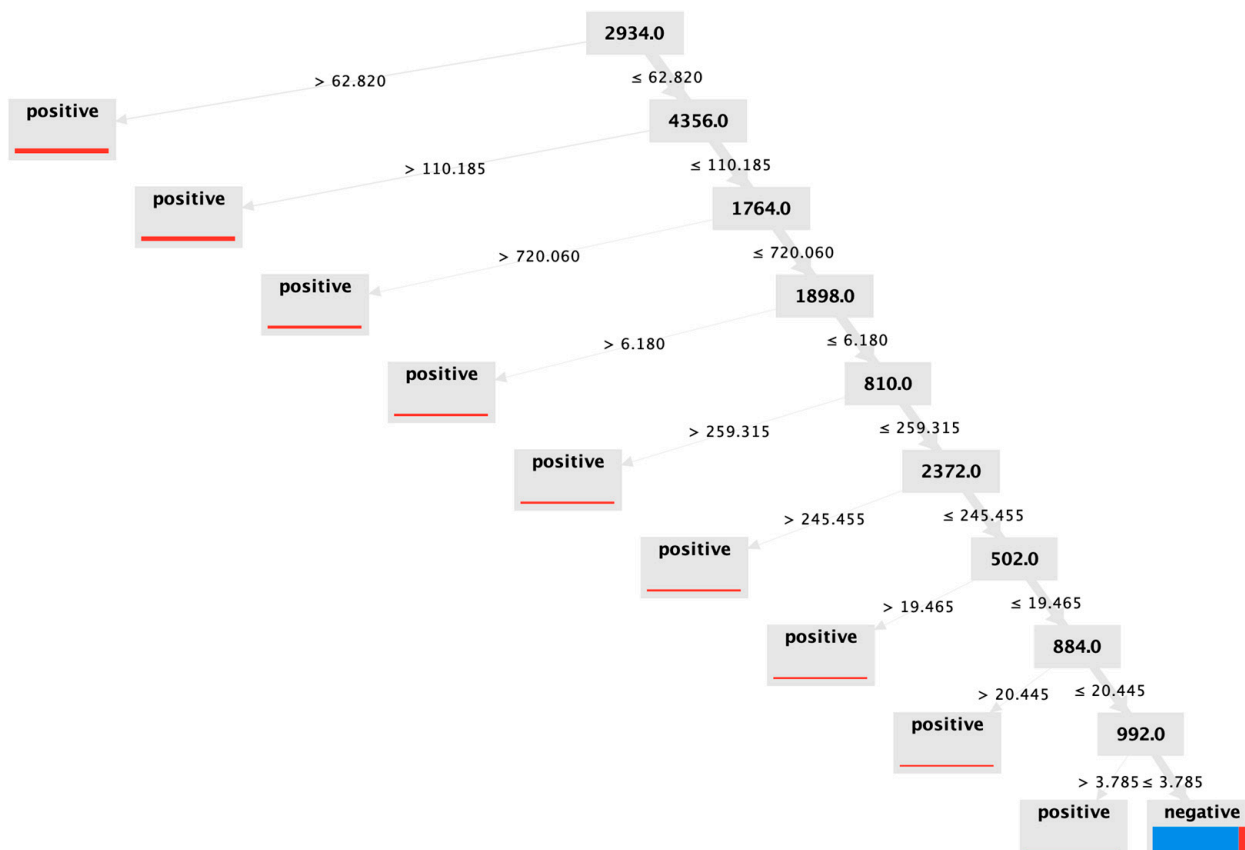 2934.0
> 62.820
≤ 62.820
positive
4356.0
> 110.185
≤ 110.185
positive
1764.0
> 720.060
≤ 720.060
positive
1898.0
> 6.180
≤ 6.180
positive
810.0
> 259.315
≤ 259.315
positive
2372.0
> 245.455
≤ 245.455
positive
502.0
> 19.465
≤ 19.465
positive
884.0
> 20.445
≤ 20.445
positive
992.0
> 3.785
≤ 3.785
positive
negative